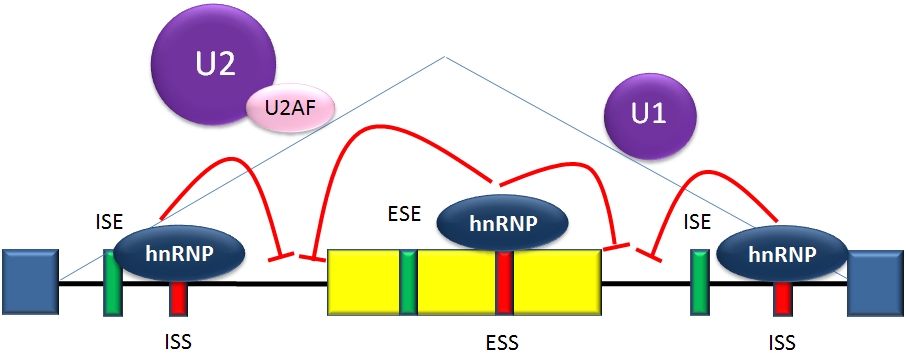 U2
U2AF
U1
ISE
ESE
ISE
hnRNP
hnRNP
hnRNP
ISS
ESS
ISS